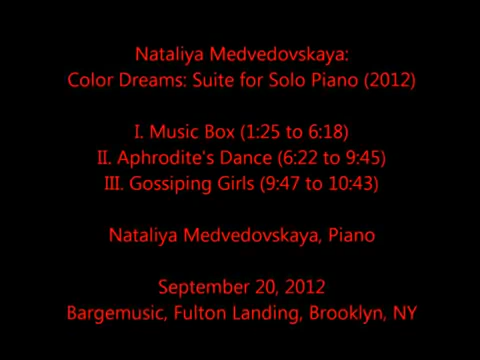 Nataliya Medvedovskaya:
Color Dreams: Suite for Solo Piano (2012)
I. Music Box (1:25 to 6:18)
II. Aphrodite's Dance (6:22 to 9:45)
III. Gossiping Girls (9:47 to 10:43)
Nataliya Medvedovskaya, Piano
September 20, 2012
Bargemusic, Fulton Landing, Brooklyn, NY